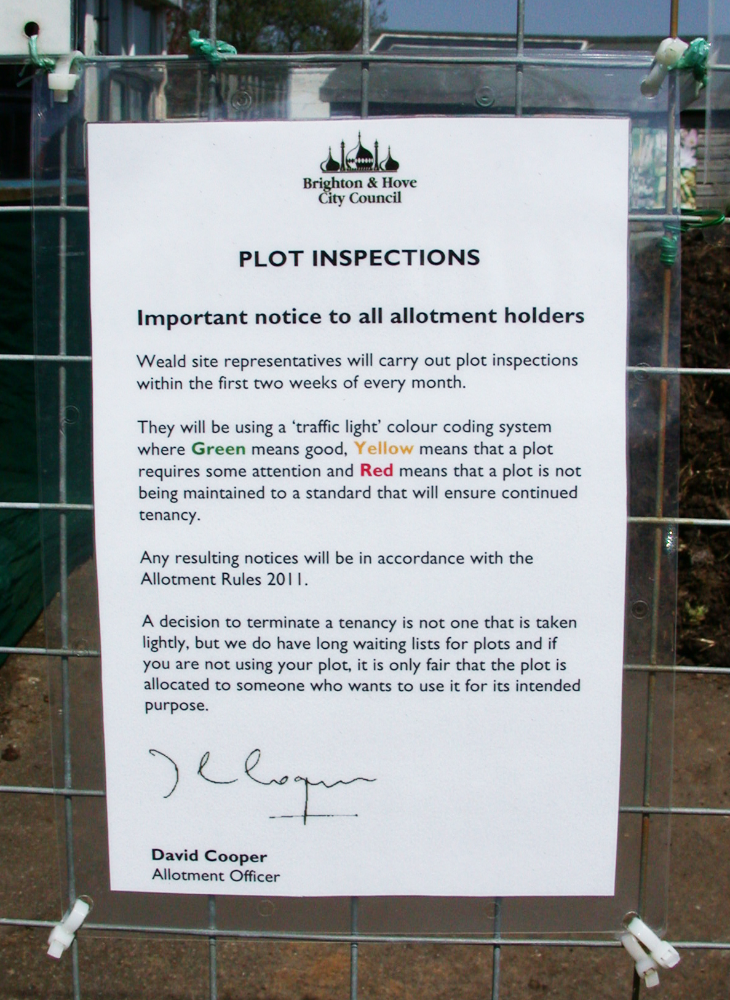 Brighton & Hove
City Council
PLOT INSPECTIONS
Important notice to all allotment holders
Weald site representatives will carry out plot inspections
within the first two weeks of every month.
They will be using a ‘traffic light’ colour coding system
where Green means good, Yellow means that a plot
requires some attention and Red means that a plot is not
being maintained to a standard that will ensure continued
tenancy.
Any resulting notices will be in accordance with the
Allotment Rules 2011.
A decision to terminate a tenancy is not one that is taken
lightly, but we do have long waiting lists for plots and if
you are not using your plot, it is only fair that the plot is
allocated to someone who wants to use it for its intended
purpose.
David Cooper
Allotment Officer